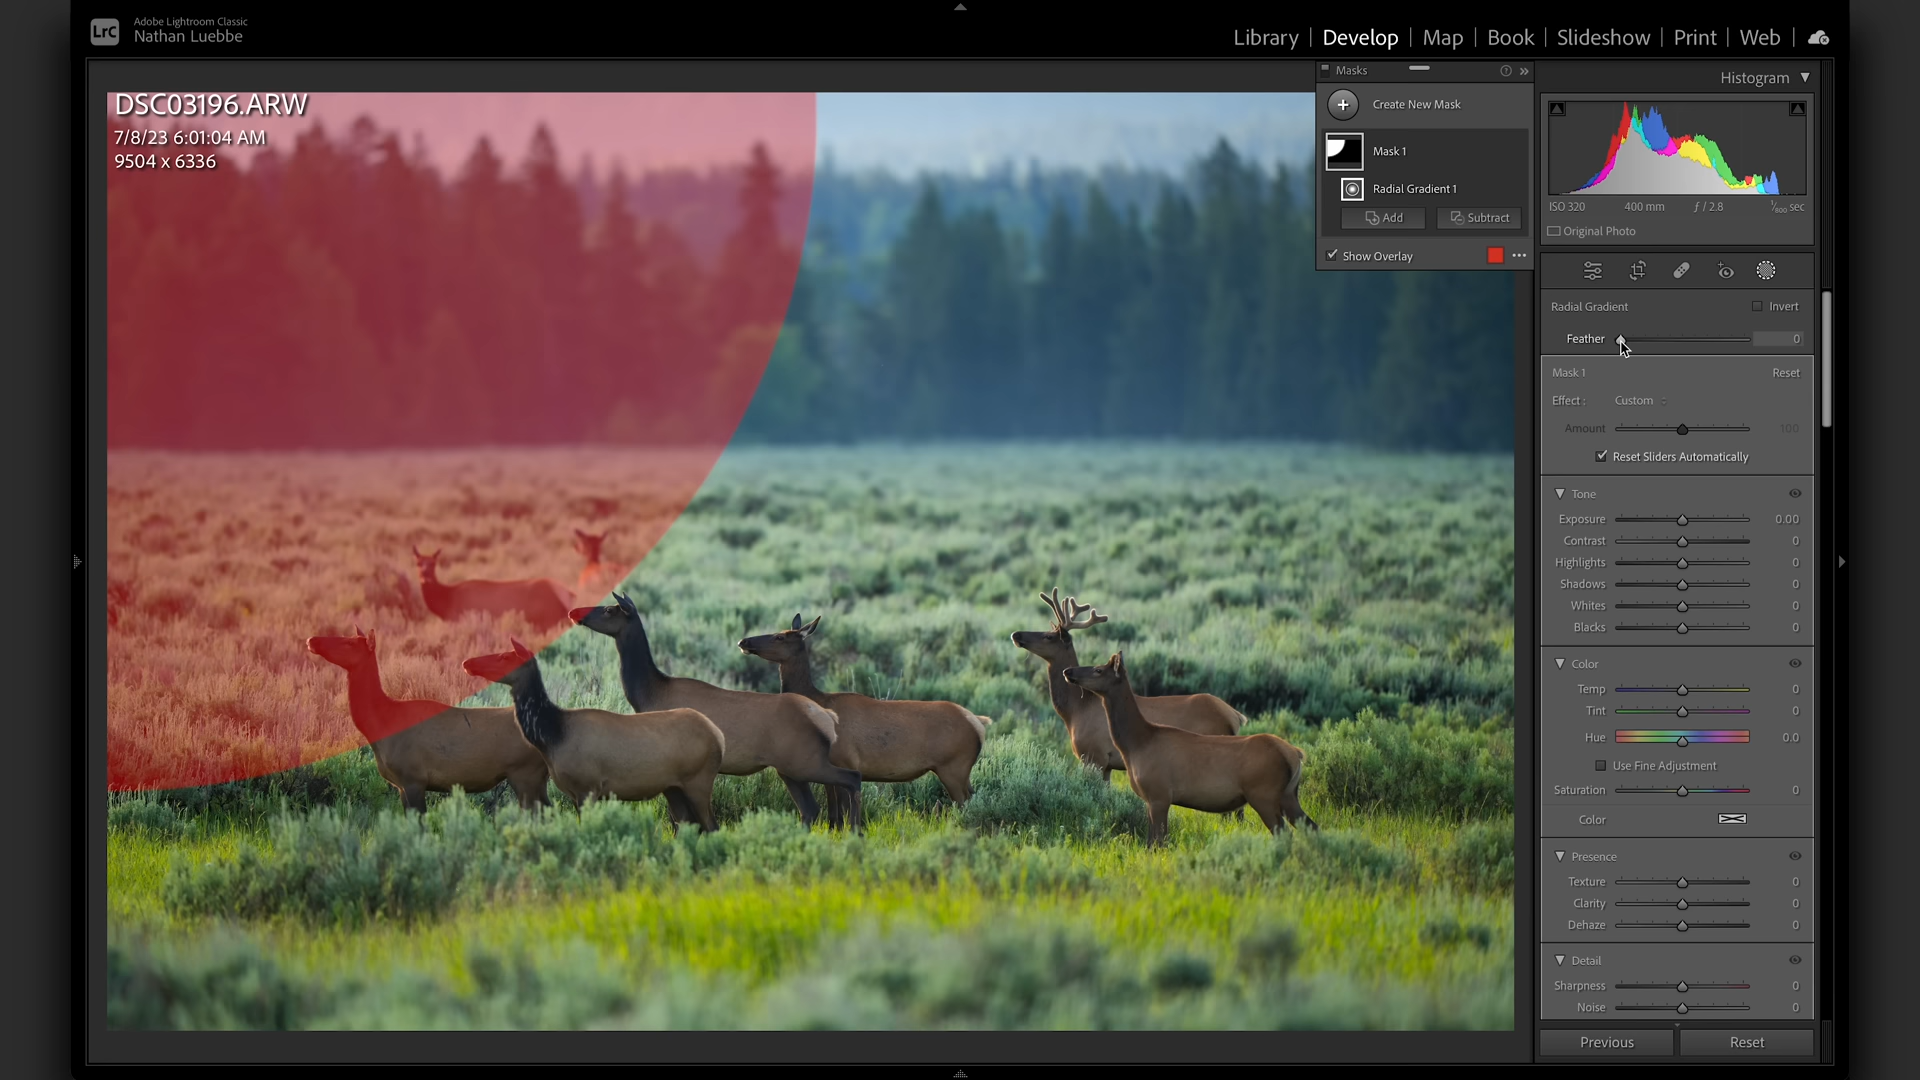 LrC
Adobe Lightroom Classic
Nathan Luebbe
Library | Develop | Map | Book | Slideshow | Print | Web
DSC03196.ARW
7/8/23 6:01:04 AM
9504 x 6336
Masks
Create New Mask
Mask 1
Radial Gradient 1
Add Subtract
Show Overlay
Histogram
ISO 320 400 mm ƒ / 2.8 1/800 sec
Original Photo
Radial Gradient Invert
Feather 0
Mask 1 Reset
Effect : Custom
Amount 100
Reset Sliders Automatically
Tone
Exposure 0.00
Contrast 0
Highlights 0
Shadows 0
Whites 0
Blacks 0
Color
Temp 0
Tint 0
Hue 0.0
Use Fine Adjustment
Saturation 0
Color
Presence
Texture 0
Clarity 0
Dehaze 0
Detail
Sharpness 0
Noise 0
Previous Reset